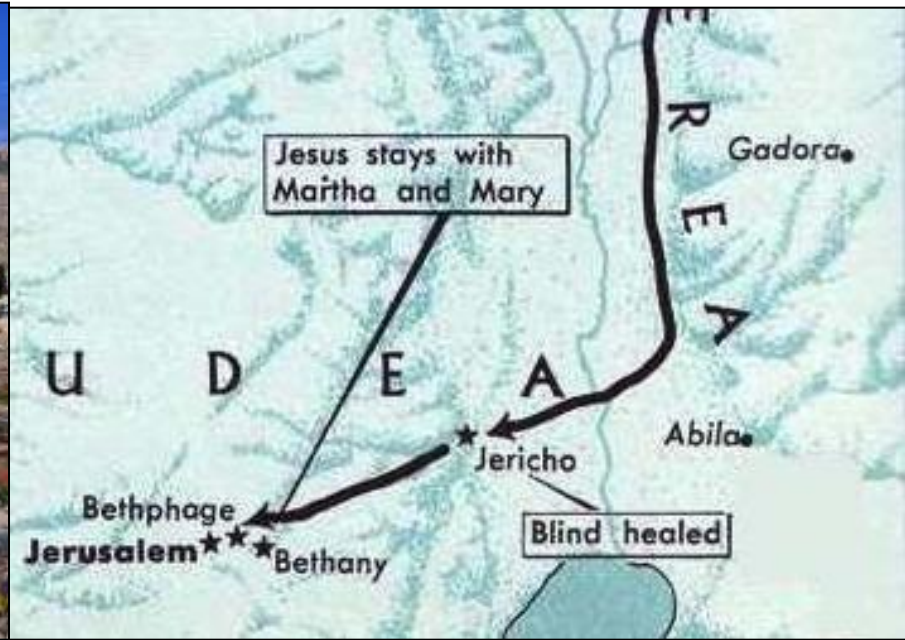 E
R
Gadora
Jesus stays with
Martha and Mary
E
E
A
U D E A
Jericho
Abila
Bethphage
Blind healed
Jerusalem
Bethany